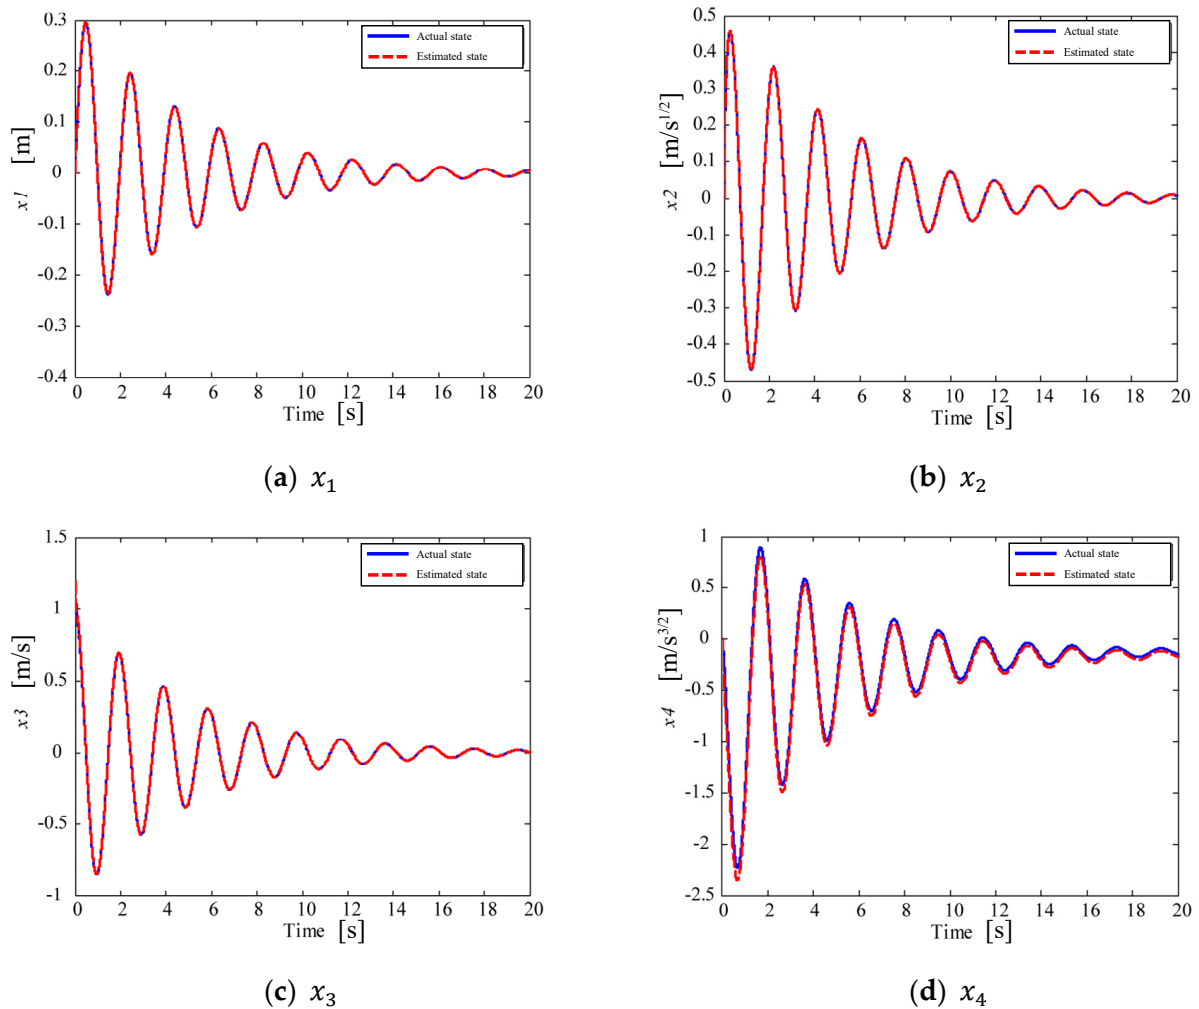 0.3
0.2
0.1
0
-0.1
-0.2
-0.3
-0.4
x1 [m]
0 2 4 6 8 10 12 14 16 18 20
Time [s]
Actual state
Estimated state
(a) x₁
0.5
0.4
0.3
0.2
0.1
0
-0.1
-0.2
-0.3
-0.4
-0.5
x2 [m/s^1/2]
0 2 4 6 8 10 12 14 16 18 20
Time [s]
Actual state
Estimated state
(b) x₂
1.5
1
0.5
0
-0.5
-1
x3 [m/s]
0 2 4 6 8 10 12 14 16 18 20
Time [s]
Actual state
Estimated state
(c) x₃
1
0.5
0
-0.5
-1
-1.5
-2
-2.5
x4 [m/s^3/2]
0 2 4 6 8 10 12 14 16 18 20
Time [s]
Actual state
Estimated state
(d) x₄